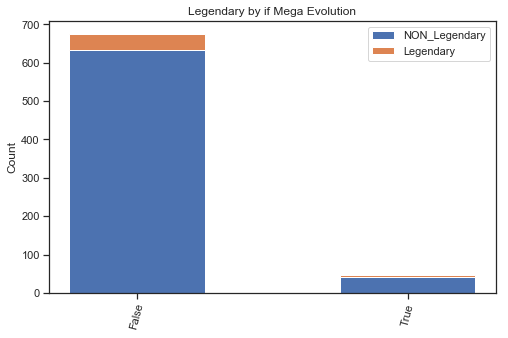 Legendary by if Mega Evolution
NON_Legendary
Legendary
Count
700
600
500
400
300
200
100
0
False
True